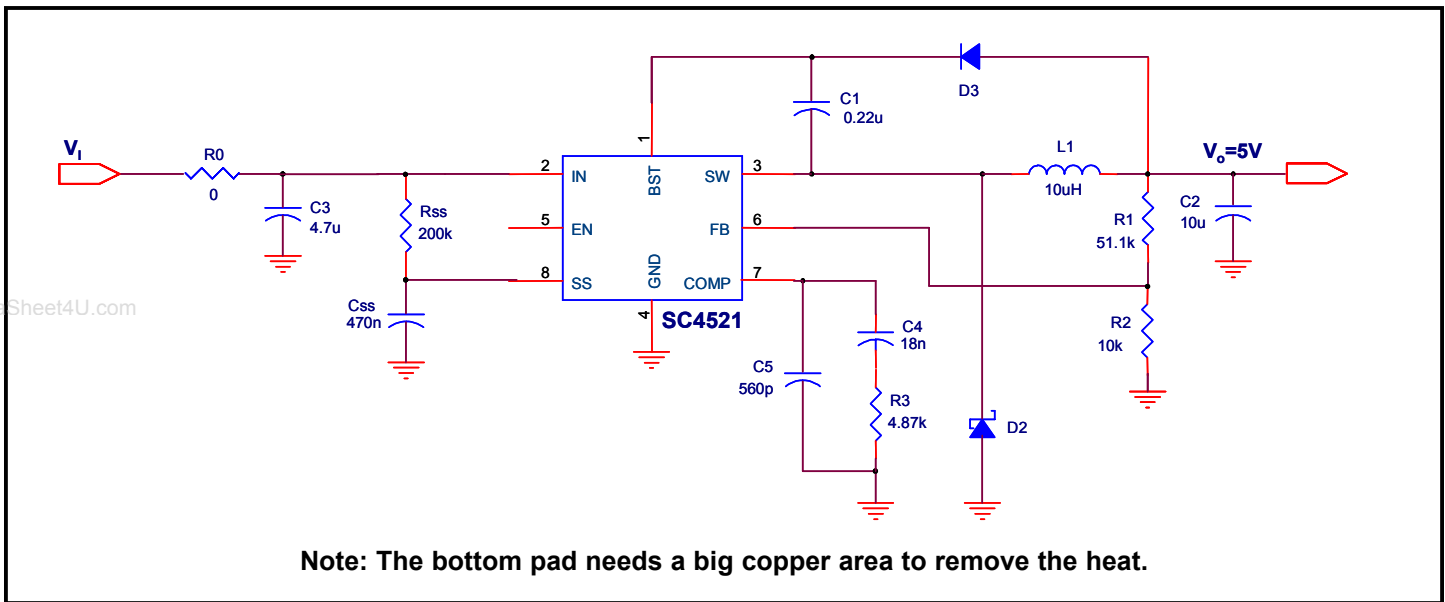 D3
C1
0.22u
1
VI
R0
0
C3
4.7u
Rss
200k
2
IN
BST
SW
3
L1
10uH
Vo=5V
5
EN
FB
6
R1
51.1k
C2
10u
8
SS
GND
COMP
7
4
SC4521
Sheet4U.com
Css
470n
C4
18n
R2
10k
C5
560p
R3
4.87k
D2
Note: The bottom pad needs a big copper area to remove the heat.